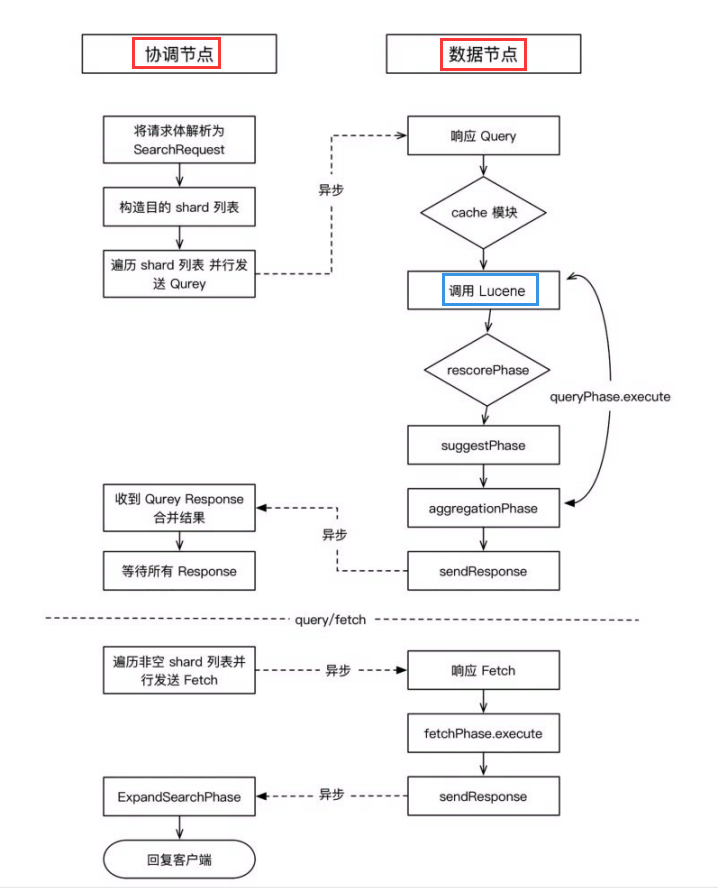 协调节点
数据节点
将请求体解析为
SearchRequest
构造目的 shard 列表
遍历 shard 列表 并行发
送 Qurey
异步
响应 Query
cache 模块
调用 Lucene
rescorePhase
queryPhase.execute
suggestPhase
aggregationPhase
sendResponse
异步
收到 Qurey Response
合并结果
等待所有 Response
query/fetch
遍历非空 shard 列表并
行发送 Fetch
异步
响应 Fetch
fetchPhase.execute
sendResponse
异步
ExpandSearchPhase
回复客户端